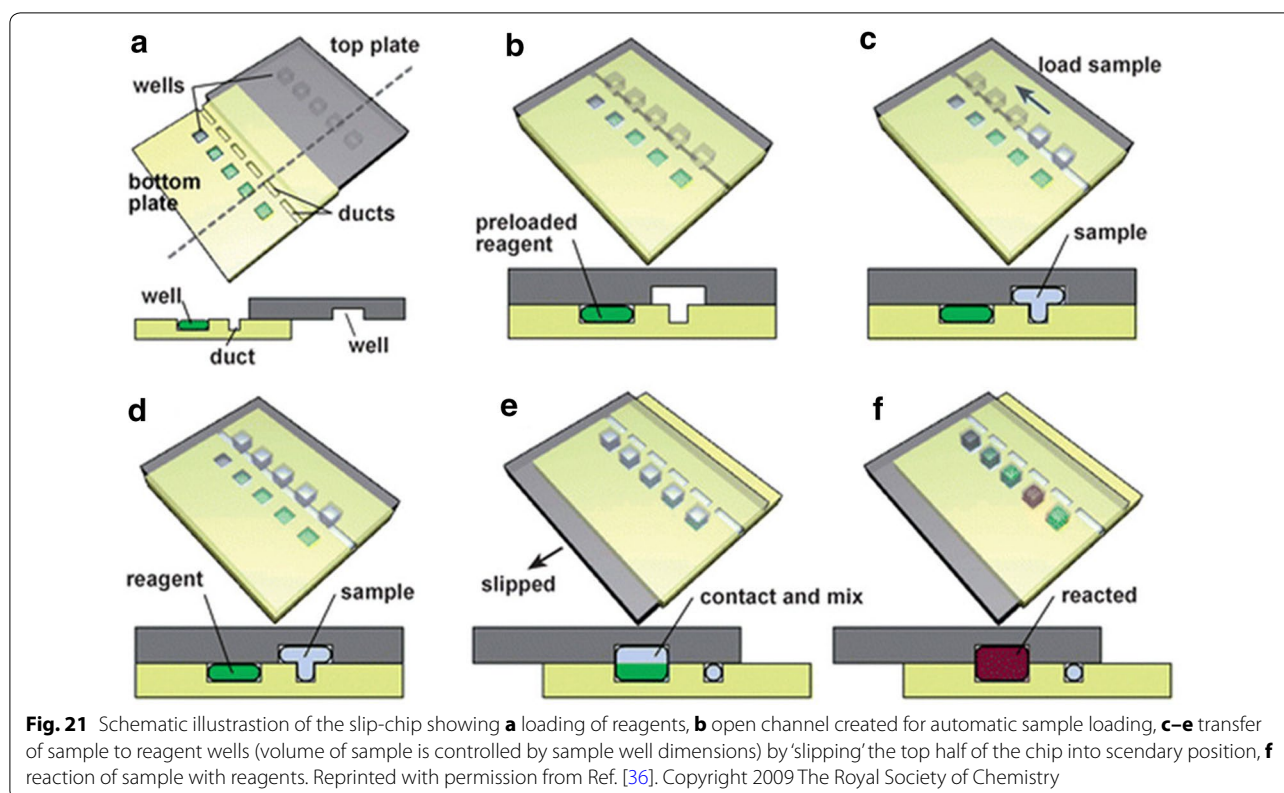 a
top plate
wells
bottom
plate
ducts
well
duct
well
b
preloaded
reagent
c
load sample
sample
d
reagent
sample
e
slipped
contact and mix
f
reacted
Fig. 21 Schematic illustrastion of the slip-chip showing a loading of reagents, b open channel created for automatic sample loading, c–e transfer
of sample to reagent wells (volume of sample is controlled by sample well dimensions) by ‘slipping’ the top half of the chip into scendary position, f
reaction of sample with reagents. Reprinted with permission from Ref. [36]. Copyright 2009 The Royal Society of Chemistry